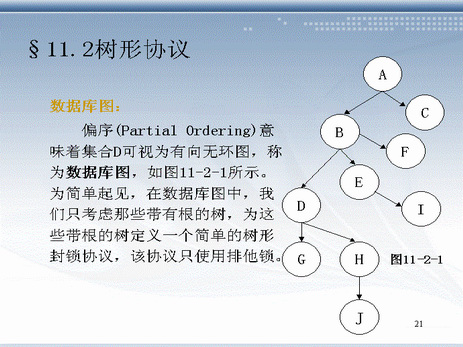 §11.2树形协议
数据库图：
偏序(Partial Ordering)意
味着集合D可视为有向无环图，称
为数据库图，如图11-2-1所示。
为简单起见，在数据库图中，我
们只考虑那些带有根的树，为这
些带根的树定义一个简单的树形
封锁协议，该协议只使用排他锁。
A
C
B
F
E
D
I
G
H
图11-2-1
J
21